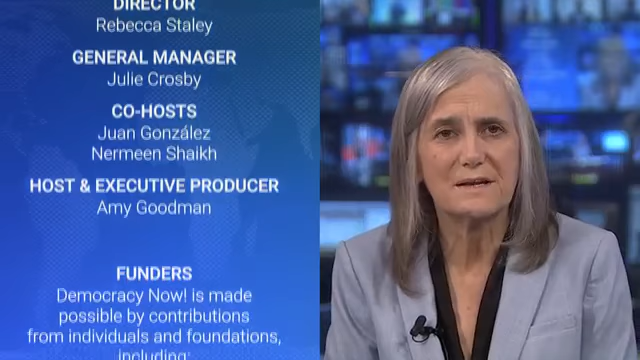 DIRECTOR
Rebecca Staley
GENERAL MANAGER
Julie Crosby
CO-HOSTS
Juan González
Nermeen Shaikh
HOST & EXECUTIVE PRODUCER
Amy Goodman
FUNDERS
Democracy Now! is made
possible by contributions
from individuals and foundations,
including: